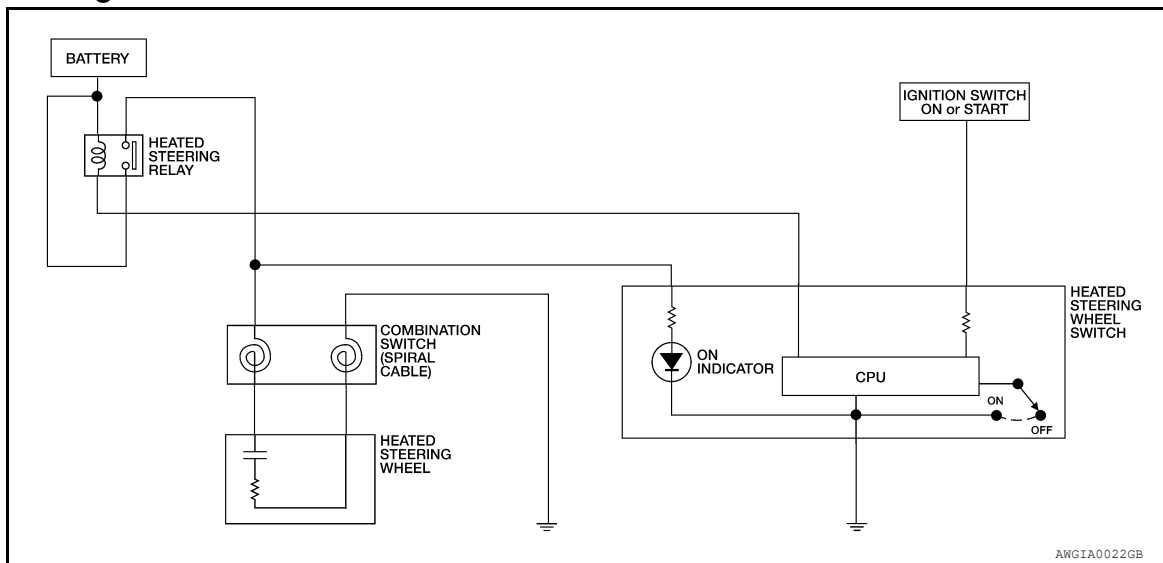 BATTERY
IGNITION SWITCH
ON or START
HEATED
STEERING
RELAY
HEATED
STEERING
WHEEL
SWITCH
COMBINATION
SWITCH
(SPIRAL
CABLE)
ON
INDICATOR
CPU
ON
OFF
HEATED
STEERING
WHEEL
AWGIA0022GB